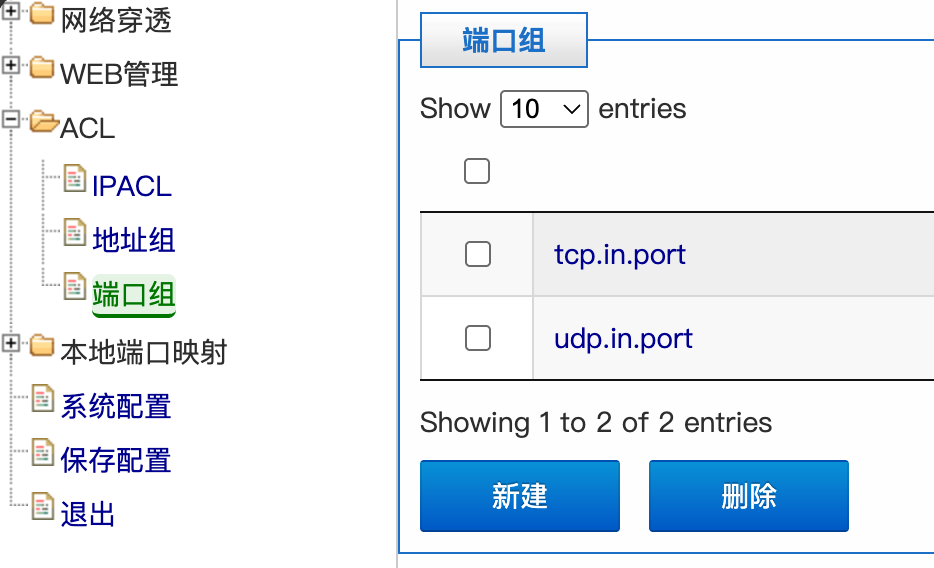 网络穿透
WEB管理
ACL
IPACL
地址组
端口组
本地端口映射
系统配置
保存配置
退出
端口组
Show 10 entries
tcp.in.port
udp.in.port
Showing 1 to 2 of 2 entries
新建
删除